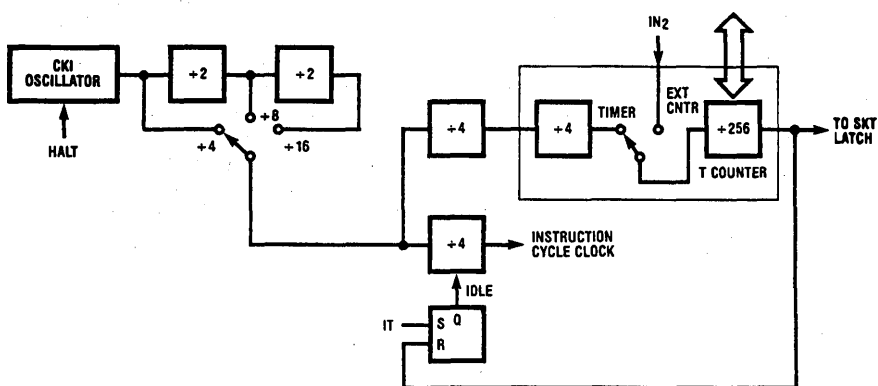 CKI
OSCILLATOR
HALT
÷2
÷2
÷8
÷4
÷16
÷4
÷4
IN2
TIMER
EXT
CNTR
÷256
T COUNTER
TO SKT
LATCH
÷4
INSTRUCTION
CYCLE CLOCK
IDLE
IT
S Q
R